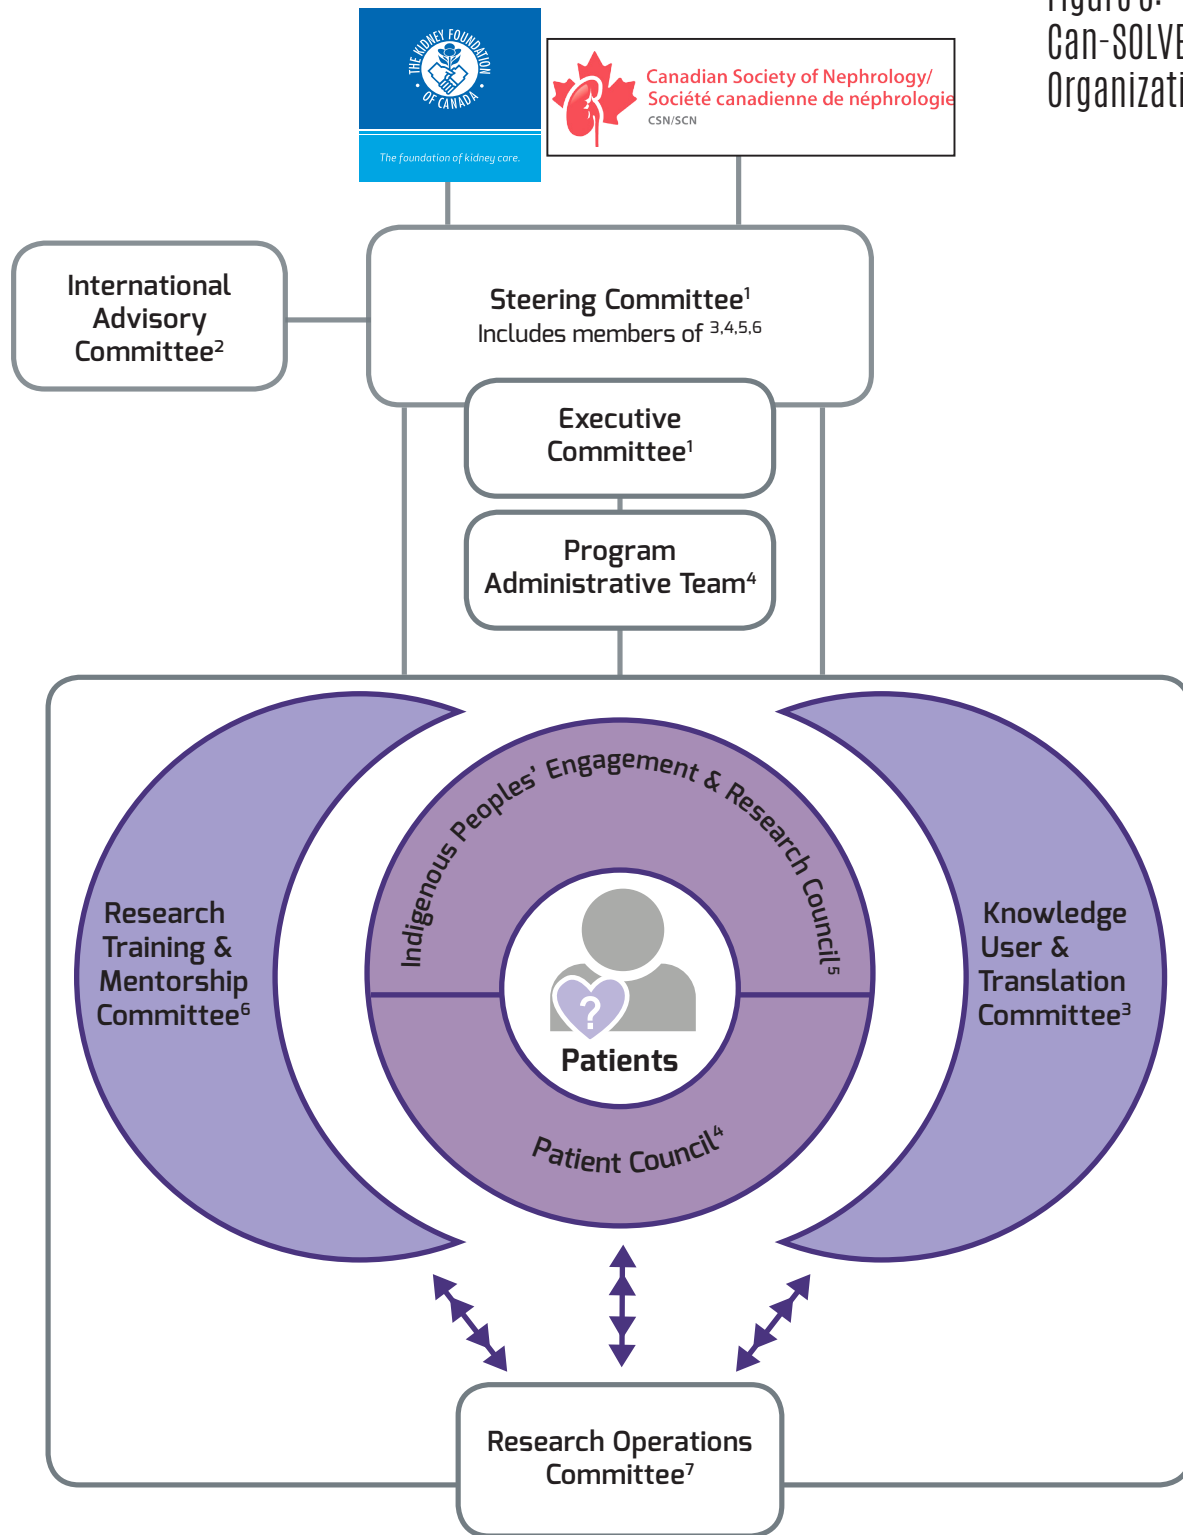 Figure 3:
Can-SOLVE
THE KIDNEY FOUNDATION
OF CANADA
The foundation of kidney care.
Canadian Society of Nephrology/
Société canadienne de néphrologie
CSN/SCN
International
Advisory
Committee²
Steering Committee¹
Includes members of ³,⁴,⁵,⁶
Executive
Committee¹
Program
Administrative Team⁴
Indigenous Peoples’ Engagement & Research Council⁵
Research
Training &
Mentorship
Committee⁶
Knowledge
User &
Translation
Committee³
?
Patients
Patient Council⁴
Research Operations
Committee⁷